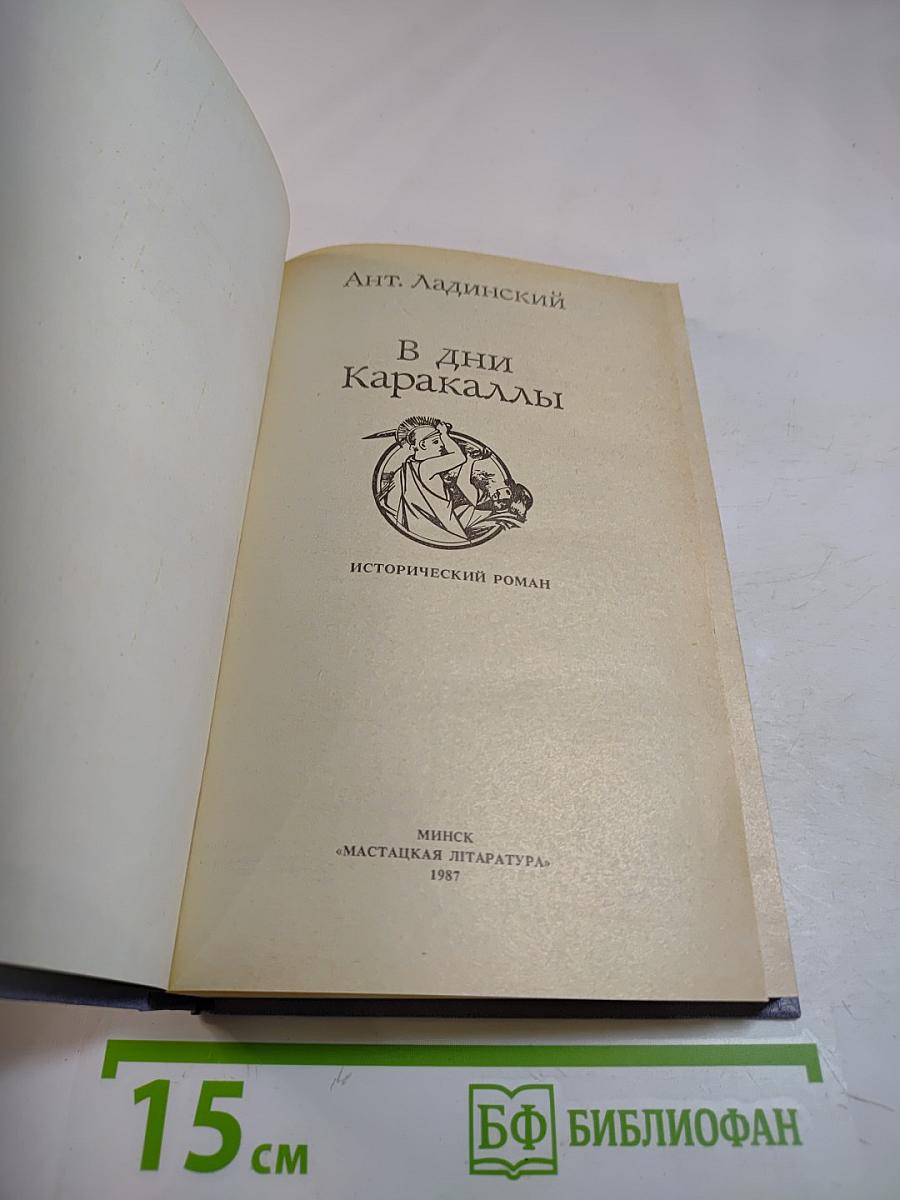 Ант. Ладинский
В дни
Каракаллы
ИСТОРИЧЕСКИЙ РОМАН
МИНСК
«МАСТАЦКАЯ ЛІТАРАТУРА»
1987
15 см
БФ БИБЛИОФАН